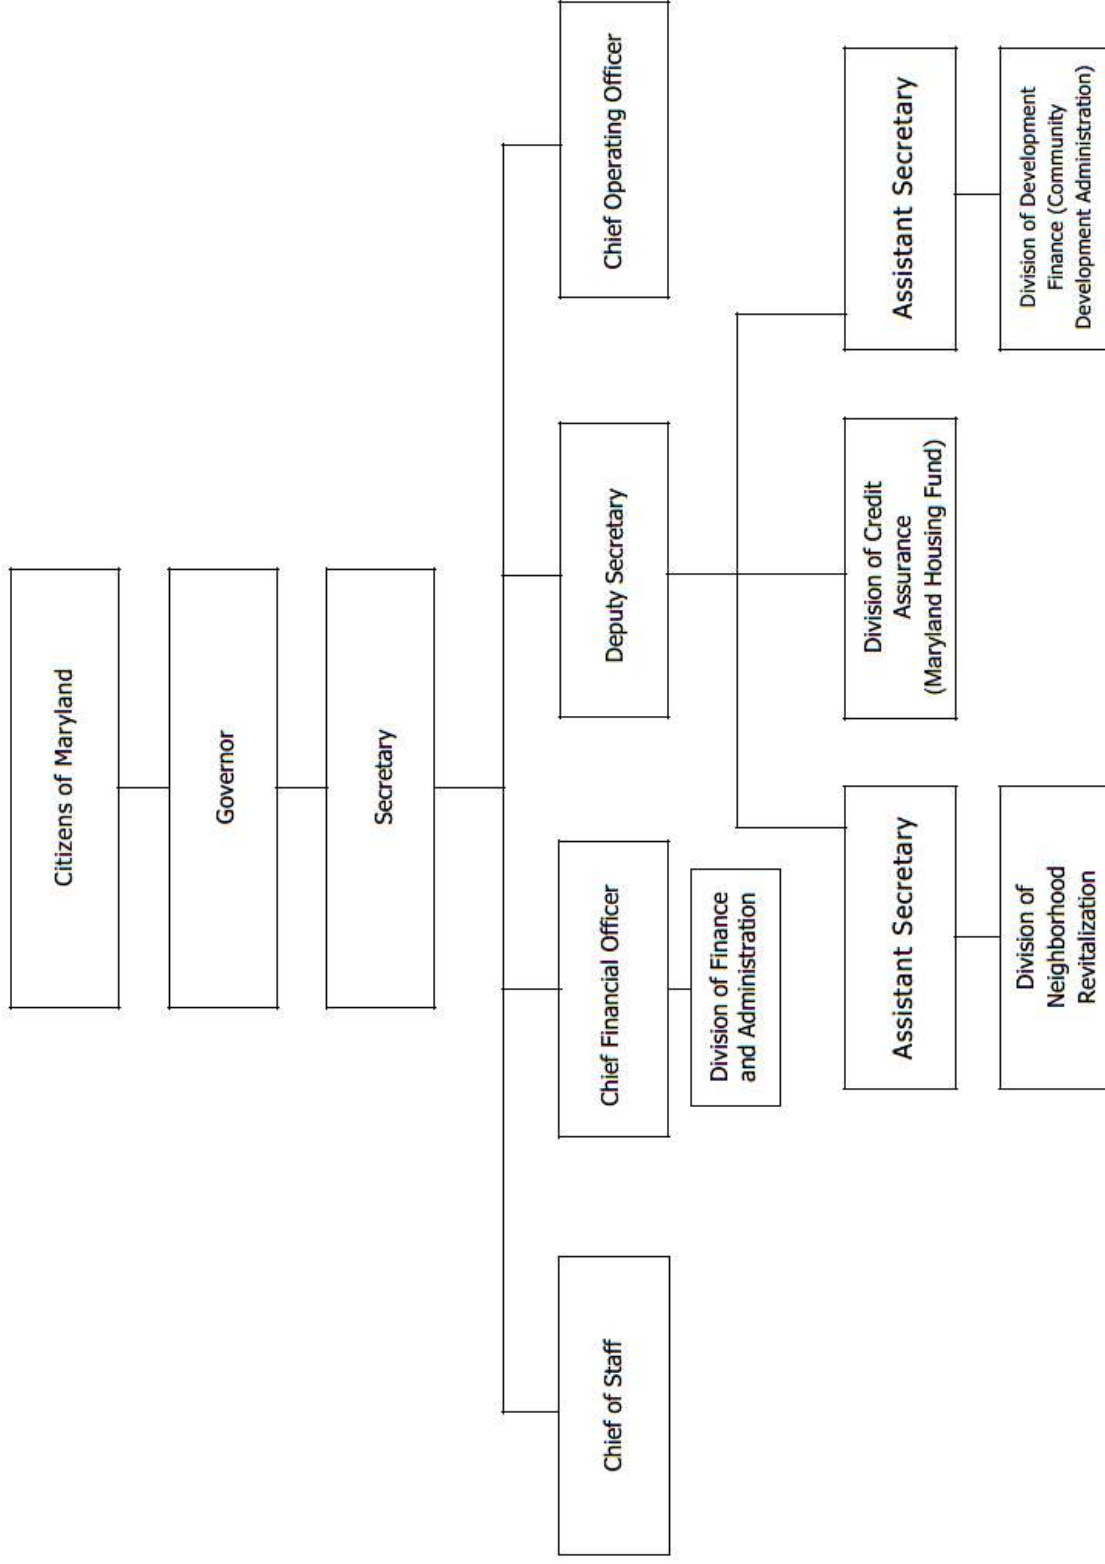 Citizens of Maryland
Governor
Secretary
Chief of Staff
Chief Financial Officer
Deputy Secretary
Chief Operating Officer
Division of Finance
and Administration
Assistant Secretary
Division of Credit
Assurance
(Maryland Housing Fund)
Assistant Secretary
Division of
Neighborhood
Revitalization
Division of Development
Finance (Community
Development Administration)